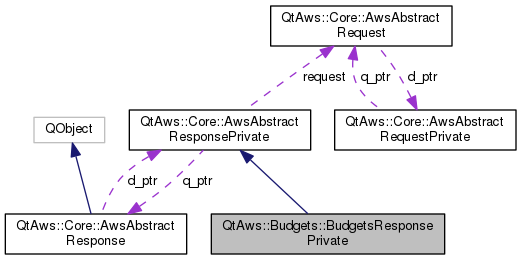 QtAws::Core::AwsAbstract
Request
request
q_ptr
d_ptr
QObject
QtAws::Core::AwsAbstract
ResponsePrivate
QtAws::Core::AwsAbstract
RequestPrivate
d_ptr
q_ptr
QtAws::Core::AwsAbstract
Response
QtAws::Budgets::BudgetsResponse
Private